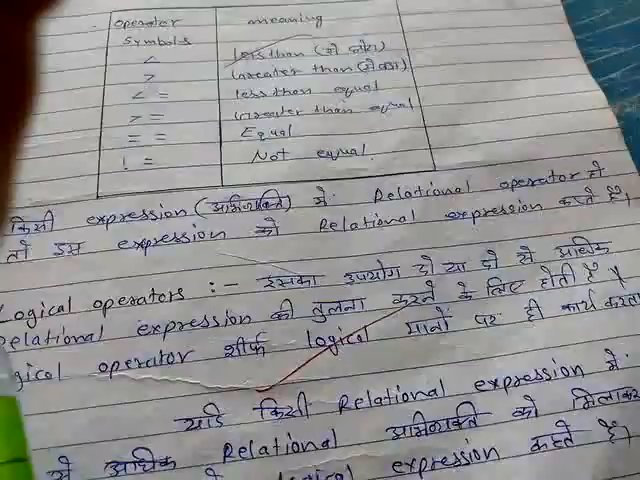 operator meaning
symbols
< less than (से छोटा)
> Greater than (से बड़ा)
< = less than equal
> = Greater than equal
= = Equal
! = Not equal
किसी expression (अभिव्यक्ति) में Relational operator हो
तो इस expression को Relational expression कहते हैं।
Logical operators :- इसका उपयोग दो या दो से अधिक
Relational expression की तुलना करने के लिए होती है
gical operator शीर्फ logical मानों पर ही कार्य करता
यदि किसी Relational expression में
से अधिक Relational अभिव्यक्ति को मिलाकर
logical expression कहते हैं।